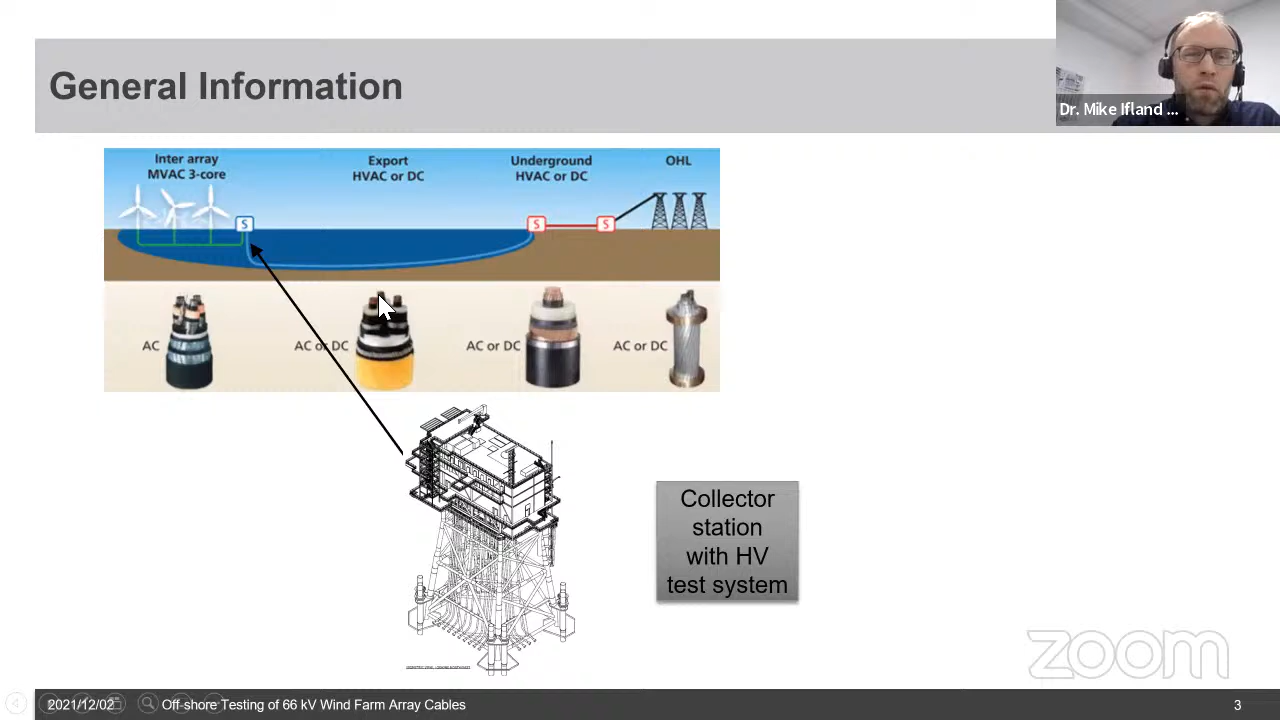 General Information
Dr. Mike Ifland ...
Inter array
MVAC 3-core
Export
HVAC or DC
Underground
HVAC or DC
OHL
S
S
S
AC
AC or DC
AC or DC
AC or DC
Collector
station
with HV
test system
zoom
2021/12/02
Off-shore Testing of 66 kV Wind Farm Array Cables
3